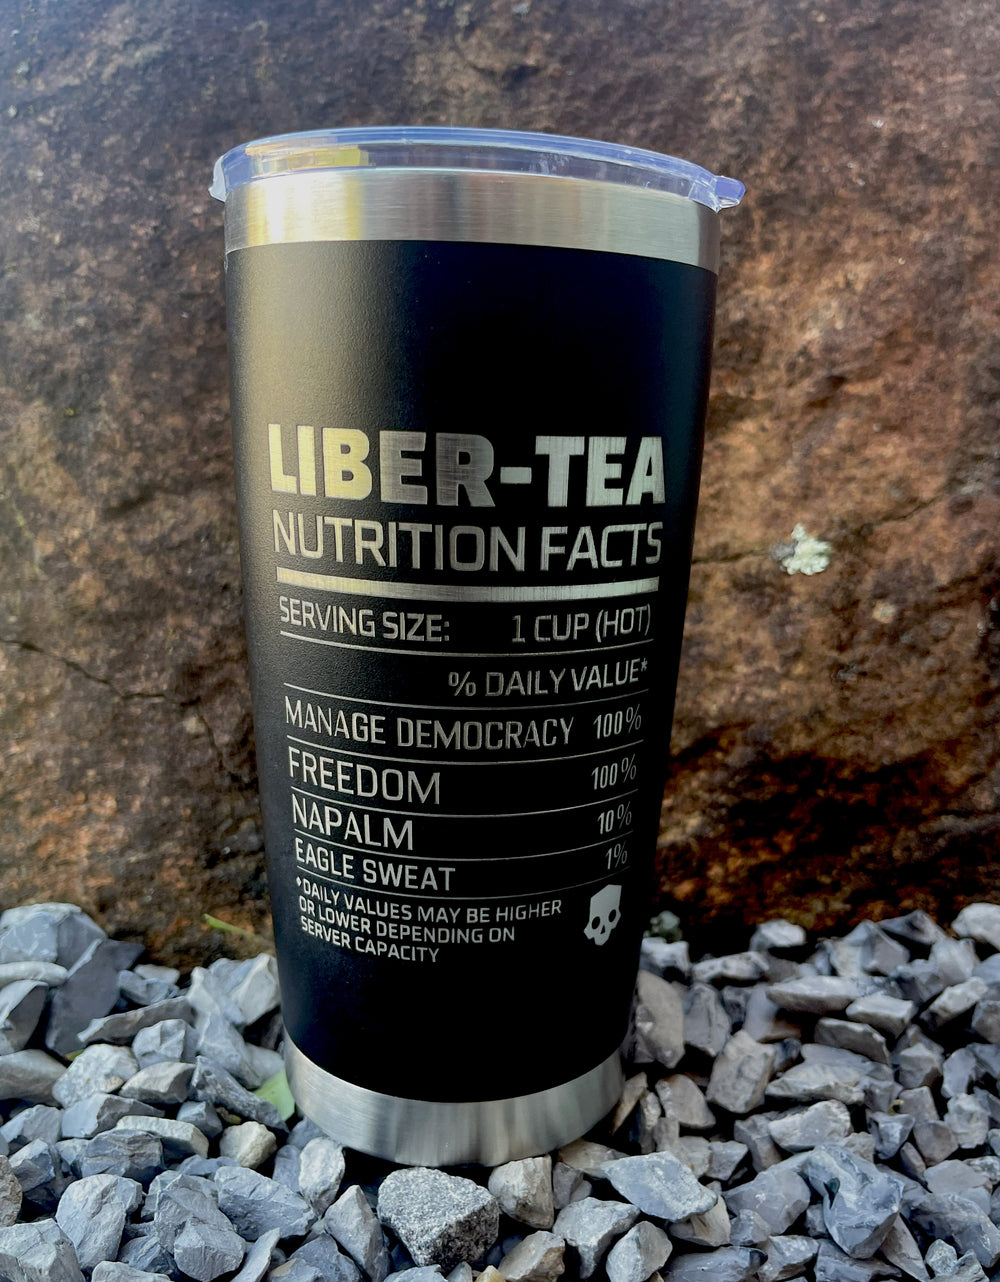 LIBER-TEA
NUTRITION FACTS
SERVING SIZE: 1 CUP (HOT)
% DAILY VALUE*
MANAGE DEMOCRACY 100%
FREEDOM 100%
NAPALM 10%
EAGLE SWEAT 1%
*DAILY VALUES MAY BE HIGHER
OR LOWER DEPENDING ON
SERVER CAPACITY